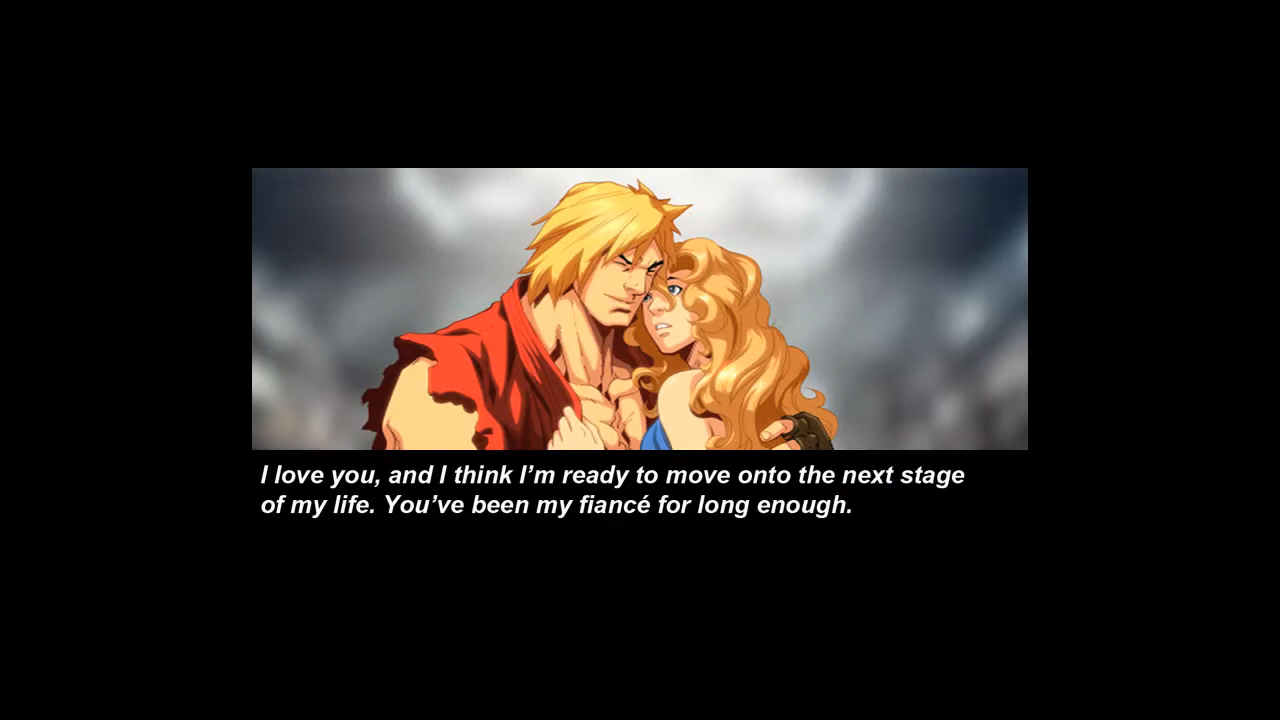 I love you, and I think I’m ready to move onto the next stage
of my life. You’ve been my fiancé for long enough.